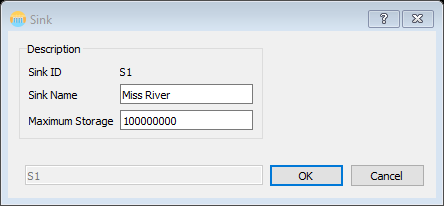 Sink
?
Description
Sink ID S1
Sink Name Miss River
Maximum Storage 100000000
S1 OK Cancel